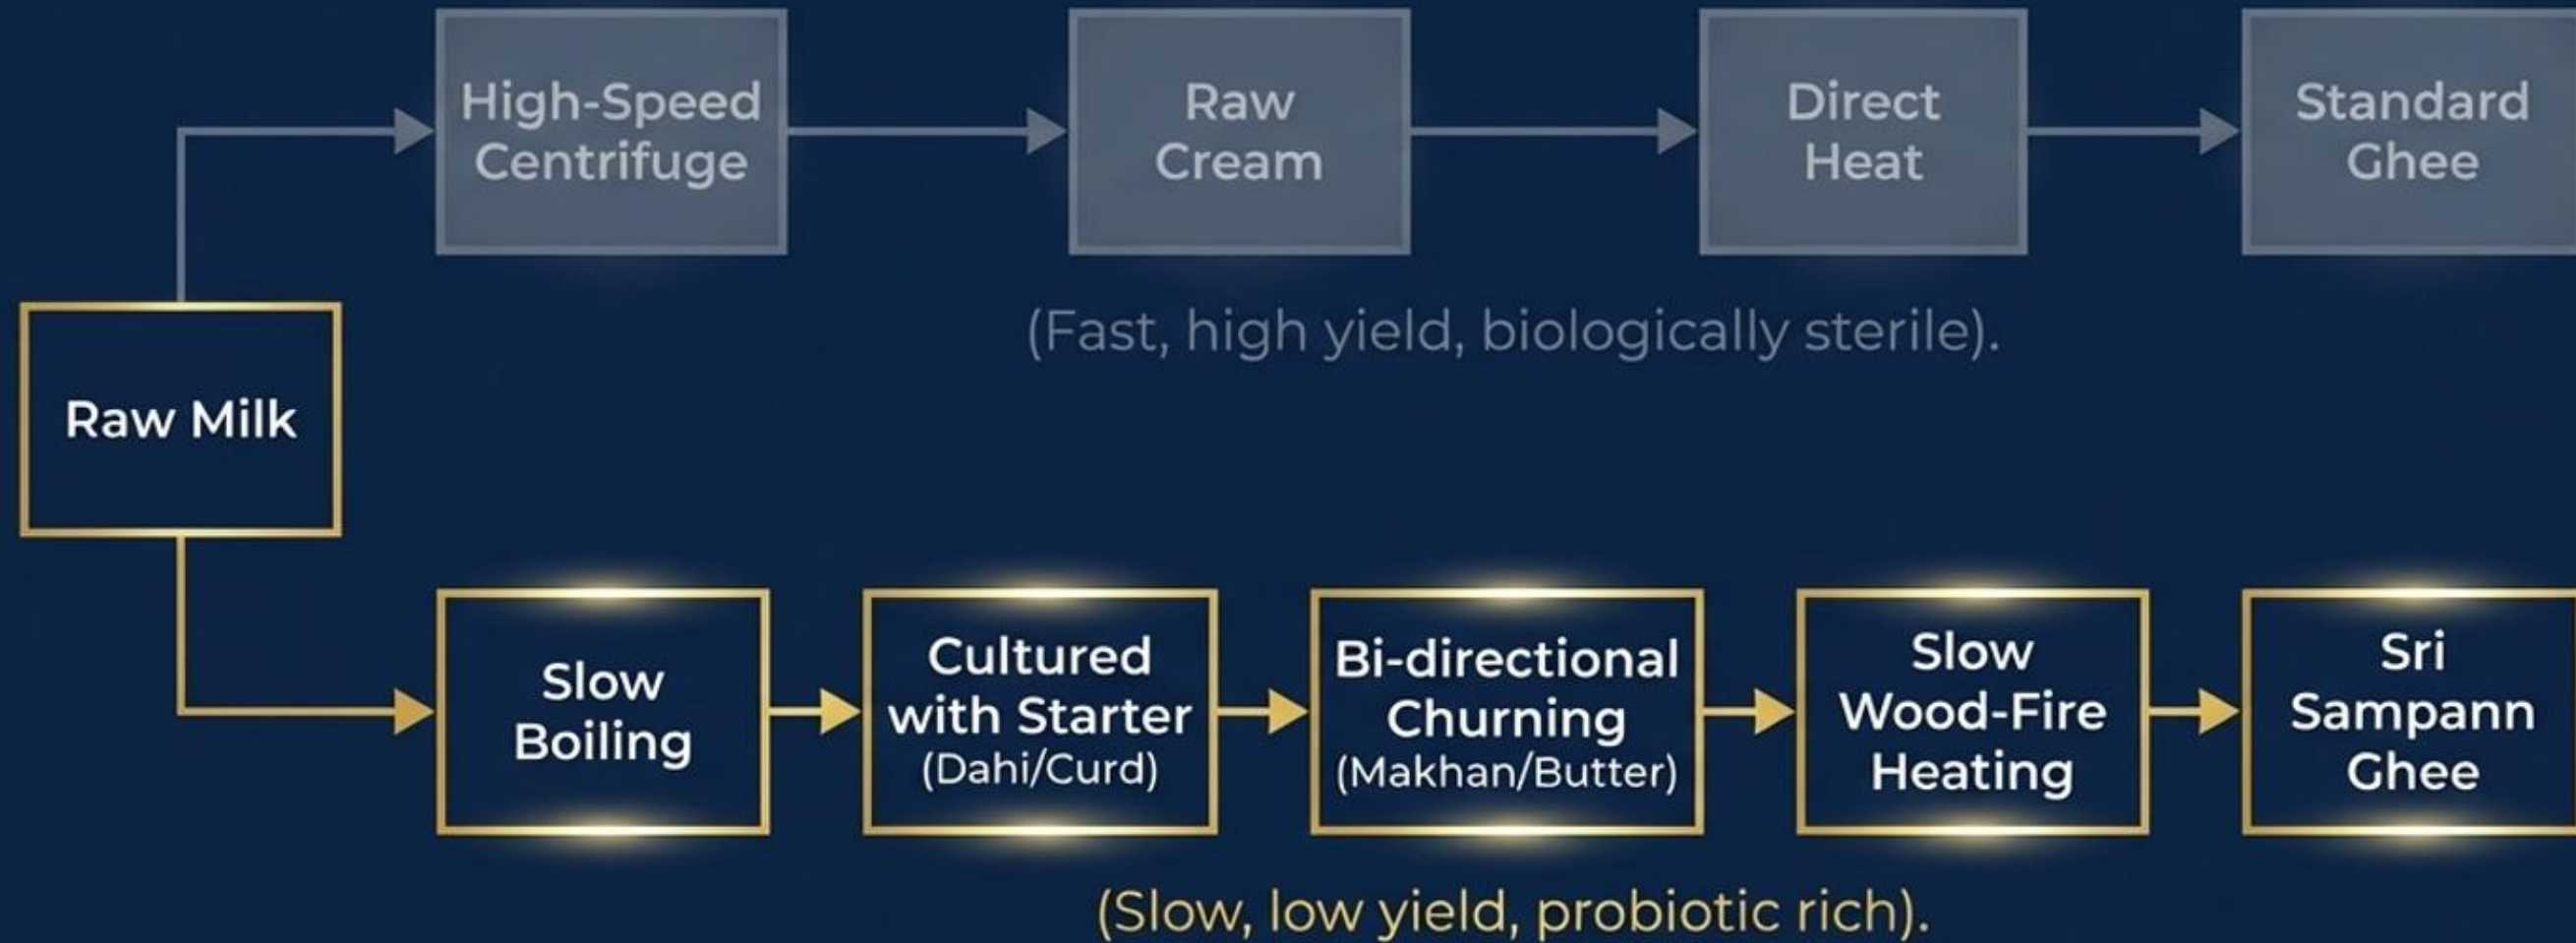 High-Speed
Centrifuge
Raw
Cream
Direct
Heat
Standard
Ghee
(Fast, high yield, biologically sterile).
Raw Milk
Slow
Boiling
Cultured
with Starter
(Dahi/Curd)
Bi-directional
Churning
(Makhan/Butter)
Slow
Wood-Fire
Heating
Sri
Sampann
Ghee
(Slow, low yield, probiotic rich).